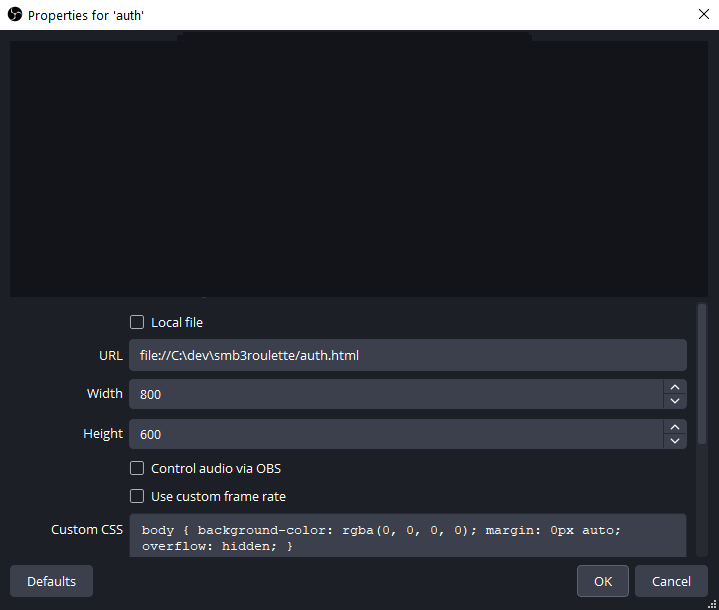 Properties for 'auth'
Local file
URL
file://C:\dev\smb3roulette/auth.html
Width
800
Height
600
Control audio via OBS
Use custom frame rate
Custom CSS
body { background-color: rgba(0, 0, 0, 0); margin: 0px auto;
overflow: hidden; }
Defaults
OK
Cancel